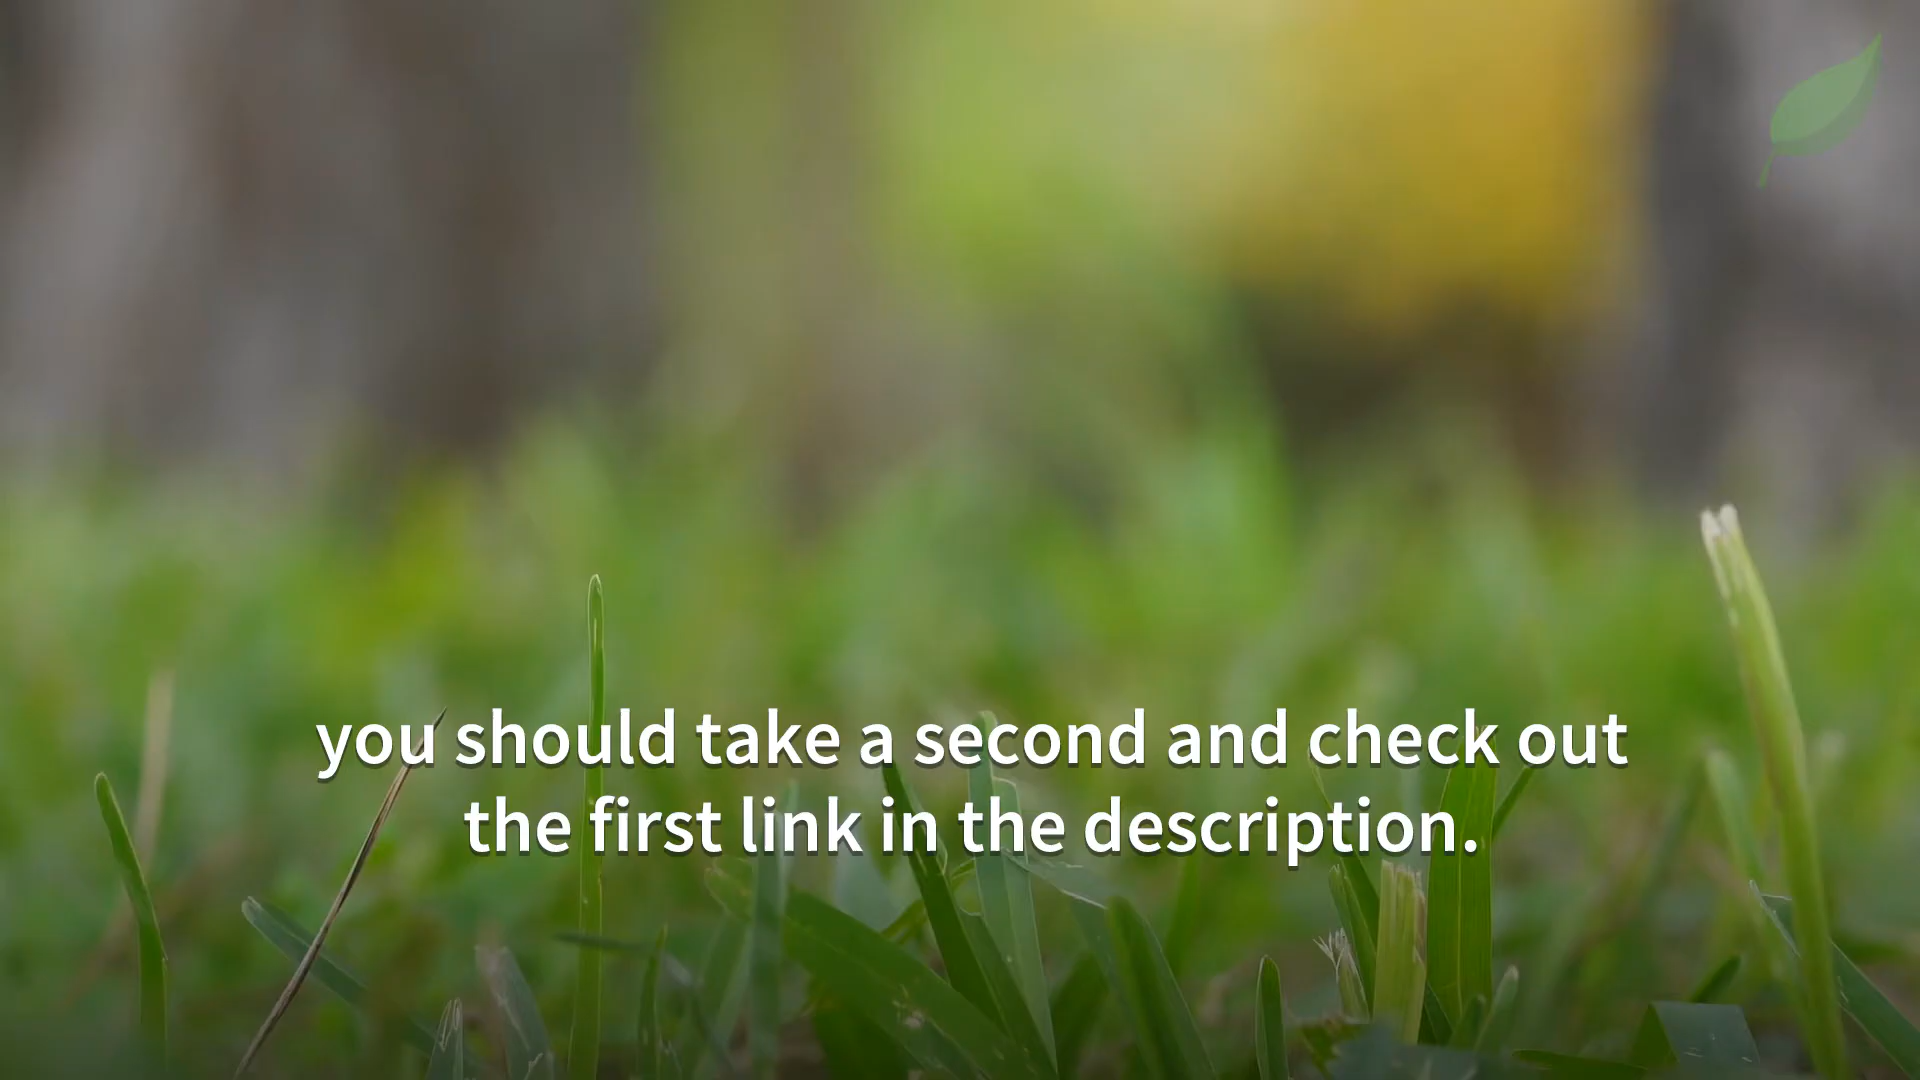 you should take a second and check out
the first link in the description.